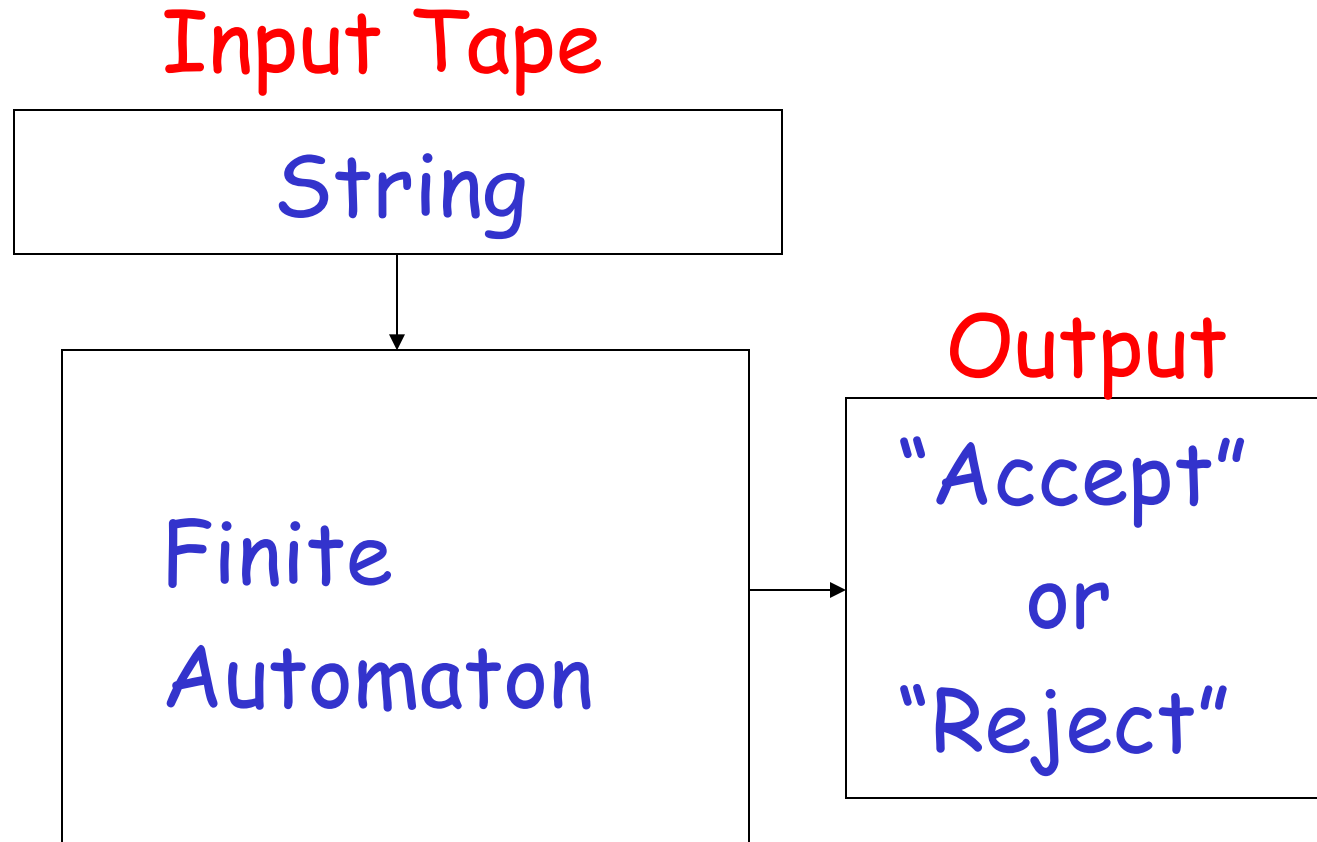 Input Tape
String
Output
“Accept”
or
“Reject”
Finite
Automaton